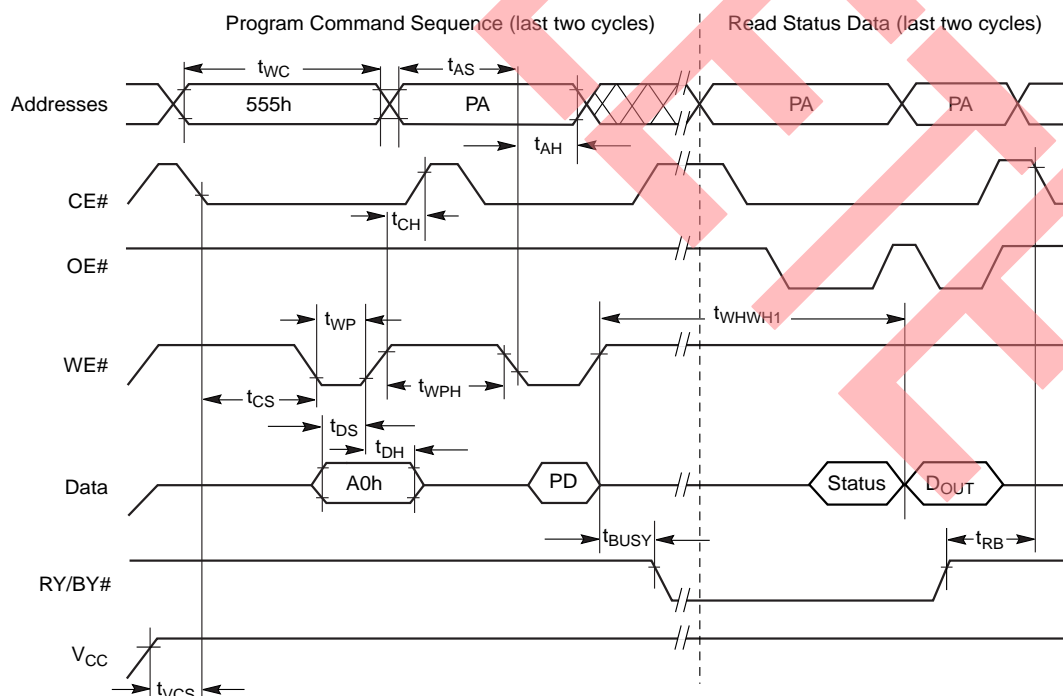 Program Command Sequence (last two cycles) Read Status Data (last two cycles)
tWC tAS
Addresses 555h PA PA PA
tAH
CE#
tCH
OE#
tWP tWHWH1
WE#
tCS tWPH
tDS
tDH
Data A0h PD Status DOUT
tBUSY tRB
RY/BY#
VCC
tVCS